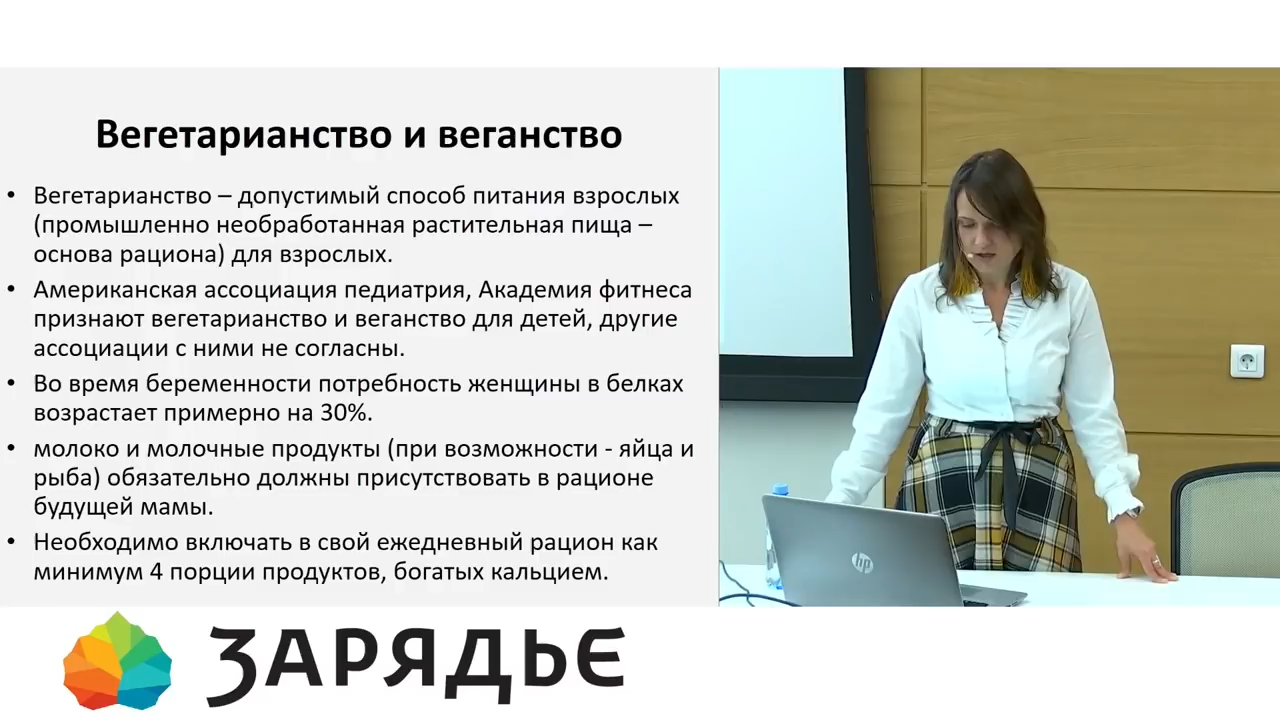 Вегетарианство и веганство
• Вегетарианство – допустимый способ питания взрослых
(промышленно необработанная растительная пища –
основа рациона) для взрослых.
• Американская ассоциация педиатрия, Академия фитнеса
признают вегетарианство и веганство для детей, другие
ассоциации с ними не согласны.
• Во время беременности потребность женщины в белках
возрастает примерно на 30%.
• молоко и молочные продукты (при возможности - яйца и
рыба) обязательно должны присутствовать в рационе
будущей мамы.
• Необходимо включать в свой ежедневный рацион как
минимум 4 порции продуктов, богатых кальцием.
hp
ЗАРЯДЬЕ